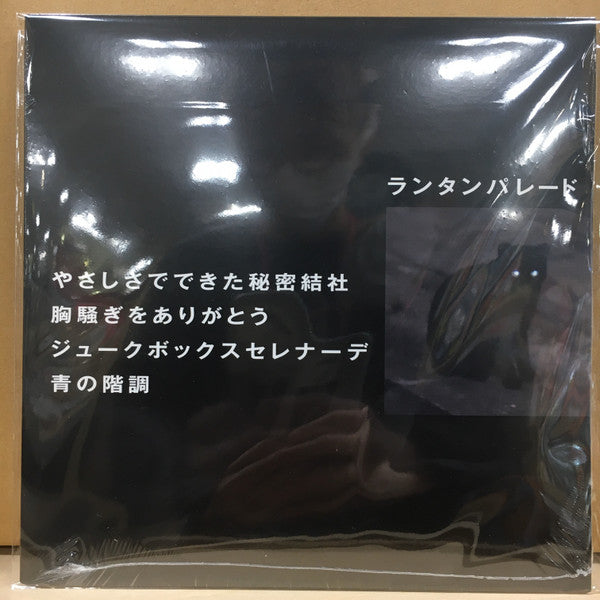 ランタンパレード
やさしさでできた秘密結社
胸騒ぎをありがとう
ジュークボックスセレナーデ
青の階調